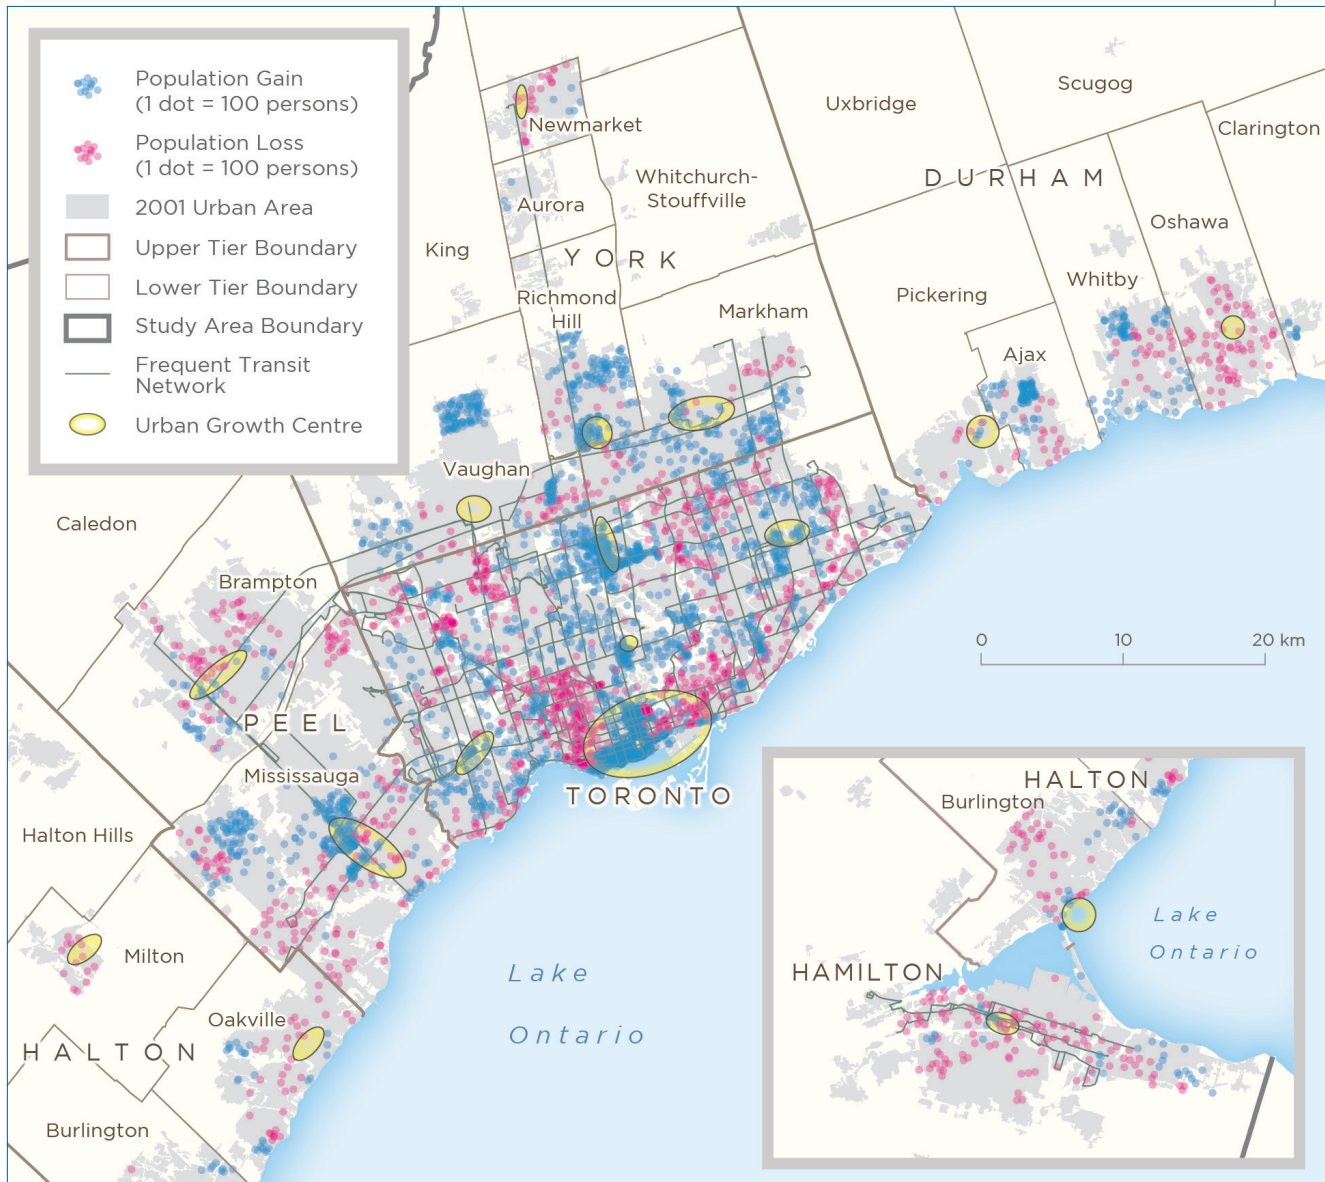 Population Gain
(1 dot = 100 persons)
Population Loss
(1 dot = 100 persons)
2001 Urban Area
Upper Tier Boundary
Lower Tier Boundary
Study Area Boundary
Frequent Transit
Network
Urban Growth Centre
Scugog
Uxbridge
Clarington
Newmarket
DURHAM
Whitchurch-
Stouffville
Aurora
Oshawa
King
YORK
Whitby
Richmond
Hill
Pickering
Markham
Ajax
Vaughan
Caledon
Brampton
0 10 20 km
PEEL
Mississauga
TORONTO
Halton Hills
Milton
Oakville
HALTON
Burlington
Lake
Ontario
HALTON
Burlington
Lake
Ontario
HAMILTON